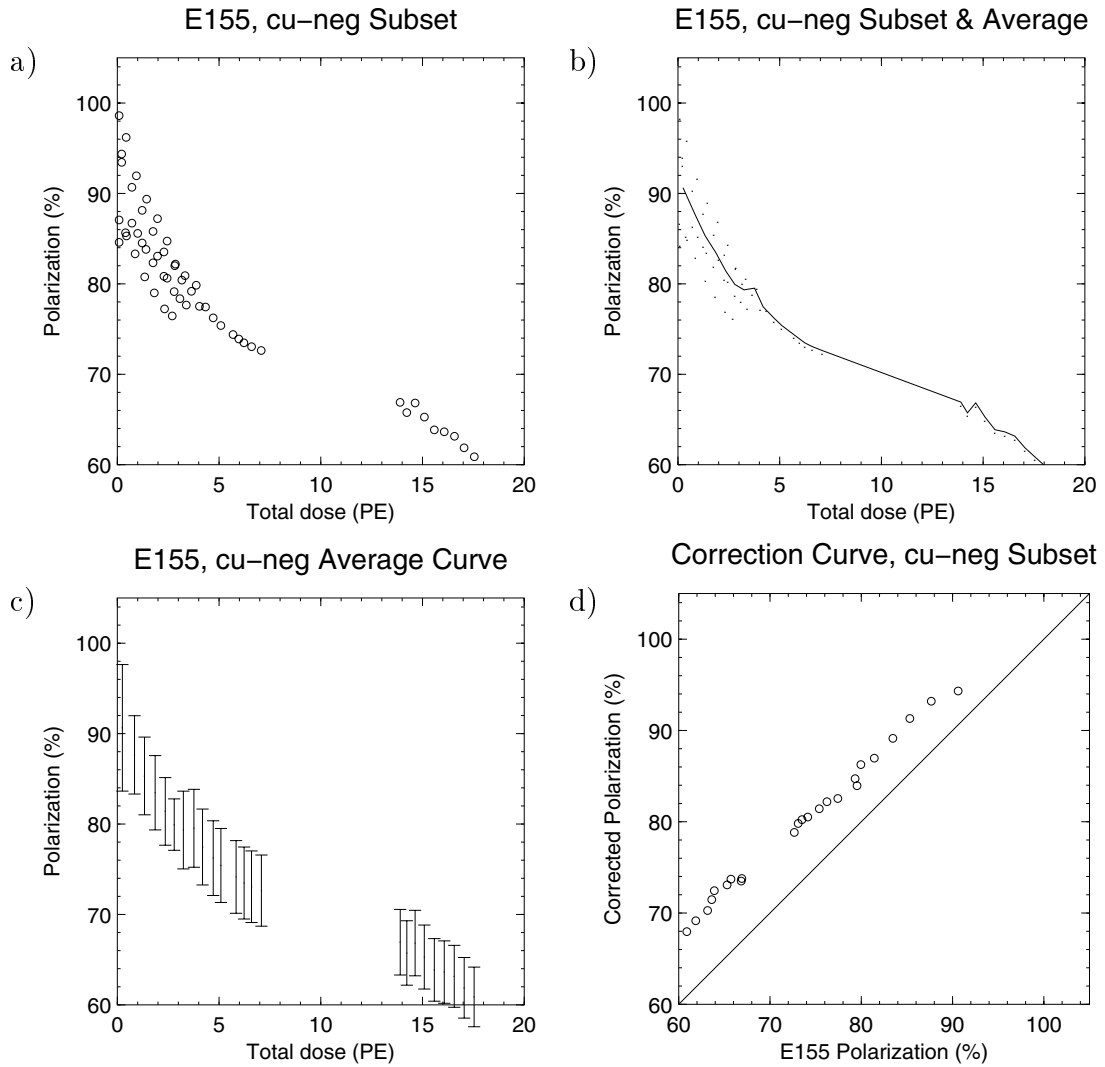 E155, cu−neg Subset
a)
100
90
80
70
60
Polarization (%)
0 5 10 15 20
Total dose (PE)
E155, cu−neg Subset & Average
b)
100
90
80
70
60
Polarization (%)
0 5 10 15 20
Total dose (PE)
E155, cu−neg Average Curve
c)
100
90
80
70
60
Polarization (%)
0 5 10 15 20
Total dose (PE)
Correction Curve, cu−neg Subset
d)
100
90
80
70
60
Corrected Polarization (%)
60 70 80 90 100
E155 Polarization (%)